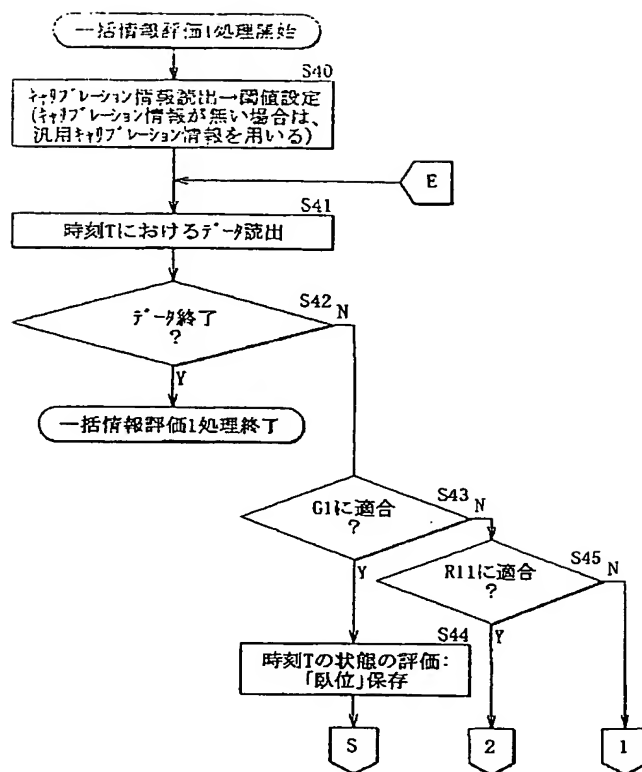 一括情報評価1処理開始
S40
ｷｬﾘﾌﾞﾚｰｼｮﾝ情報読出→閾値設定
(ｷｬﾘﾌﾞﾚｰｼｮﾝ情報が無い場合は、
汎用ｷｬﾘﾌﾞﾚｰｼｮﾝ情報を用いる)
E
S41
時刻Tにおけるﾃﾞｰﾀ読出
S42
ﾃﾞｰﾀ終了
?
N
Y
一括情報評価1処理終了
S43
G1に適合
?
N
Y
S45
R11に適合
?
N
Y
S44
時刻Tの状態の評価:
「臥位」保存
S
2
1